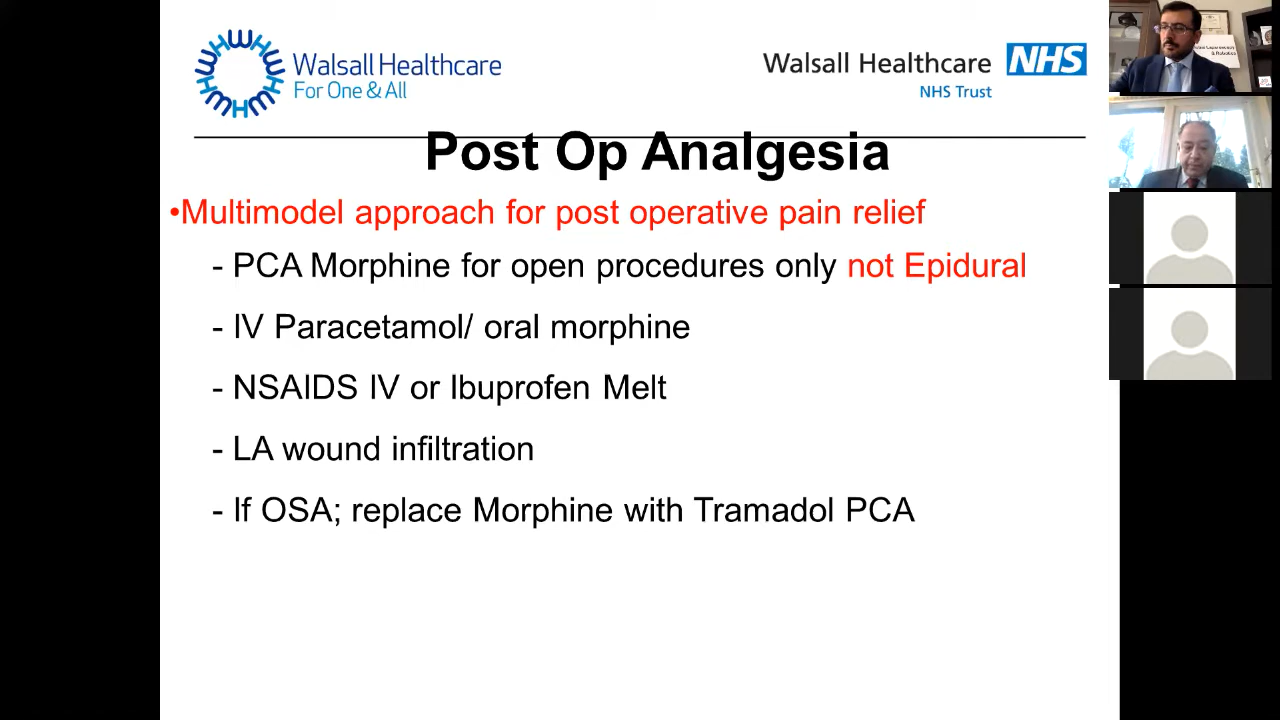 Walsall Healthcare
For One & All
Walsall Healthcare NHS
NHS Trust
Post Op Analgesia
•Multimodel approach for post operative pain relief
- PCA Morphine for open procedures only not Epidural
- IV Paracetamol/ oral morphine
- NSAIDS IV or Ibuprofen Melt
- LA wound infiltration
- If OSA; replace Morphine with Tramadol PCA
& Robotics